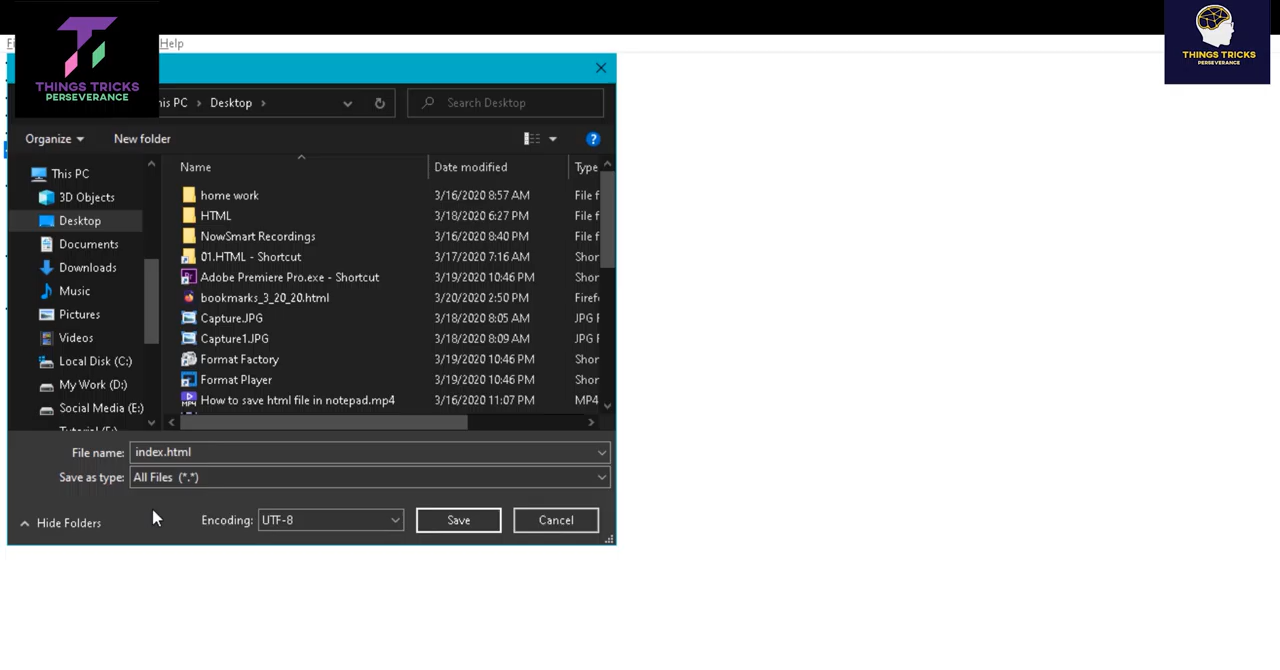 Help
THINGS TRICKS
PERSEVERANCE
THINGS TRICKS
PERSEVERANCE
his PC > Desktop >
Search Desktop
Organize
New folder
Name
Date modified
Type
This PC
3D Objects
Desktop
Documents
Downloads
Music
Pictures
Videos
Local Disk (C:)
My Work (D:)
Social Media (E:)
home work 3/16/2020 8:57 AM File f
HTML 3/18/2020 6:27 PM File f
NowSmart Recordings 3/16/2020 8:40 PM File f
01.HTML - Shortcut 3/17/2020 7:16 AM Shor
Adobe Premiere Pro.exe - Shortcut 3/19/2020 10:46 PM Shor
bookmarks_3_20_20.html 3/20/2020 2:50 PM Firef
Capture.JPG 3/18/2020 8:05 AM JPG F
Capture1.JPG 3/18/2020 8:09 AM JPG F
Format Factory 3/19/2020 10:46 PM Shor
Format Player 3/19/2020 10:46 PM Shor
How to save html file in notepad.mp4 3/16/2020 11:07 PM MP4
File name: index.html
Save as type: All Files (*.*)
Hide Folders
Encoding: UTF-8
Save
Cancel